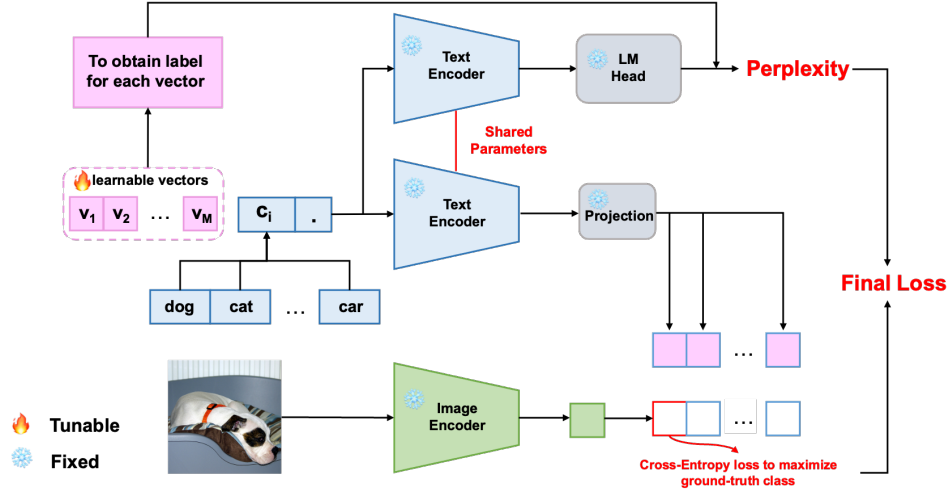 To obtain label
for each vector
Text
Encoder
LM
Head
Perplexity
Shared
Parameters
learnable vectors
v1 v2 ... vM
ci .
Text
Encoder
Projection
Final Loss
dog cat ... car
...
Image
Encoder
...
Tunable
Fixed
Cross-Entropy loss to maximize
ground-truth class